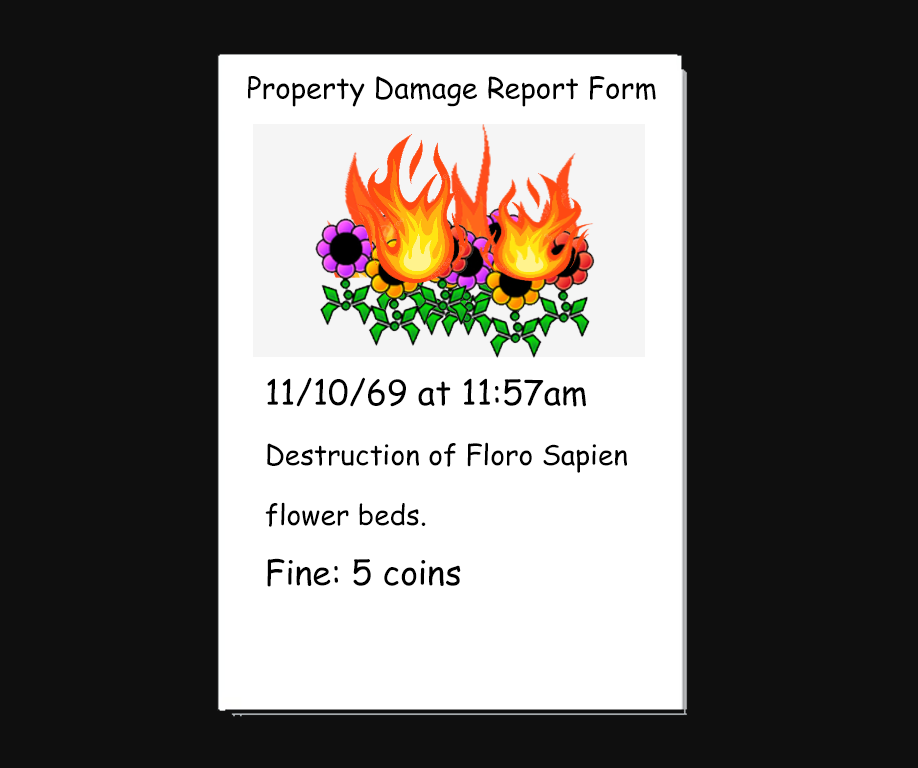 Property Damage Report Form
11/10/69 at 11:57am
Destruction of Floro Sapien
flower beds.
Fine: 5 coins